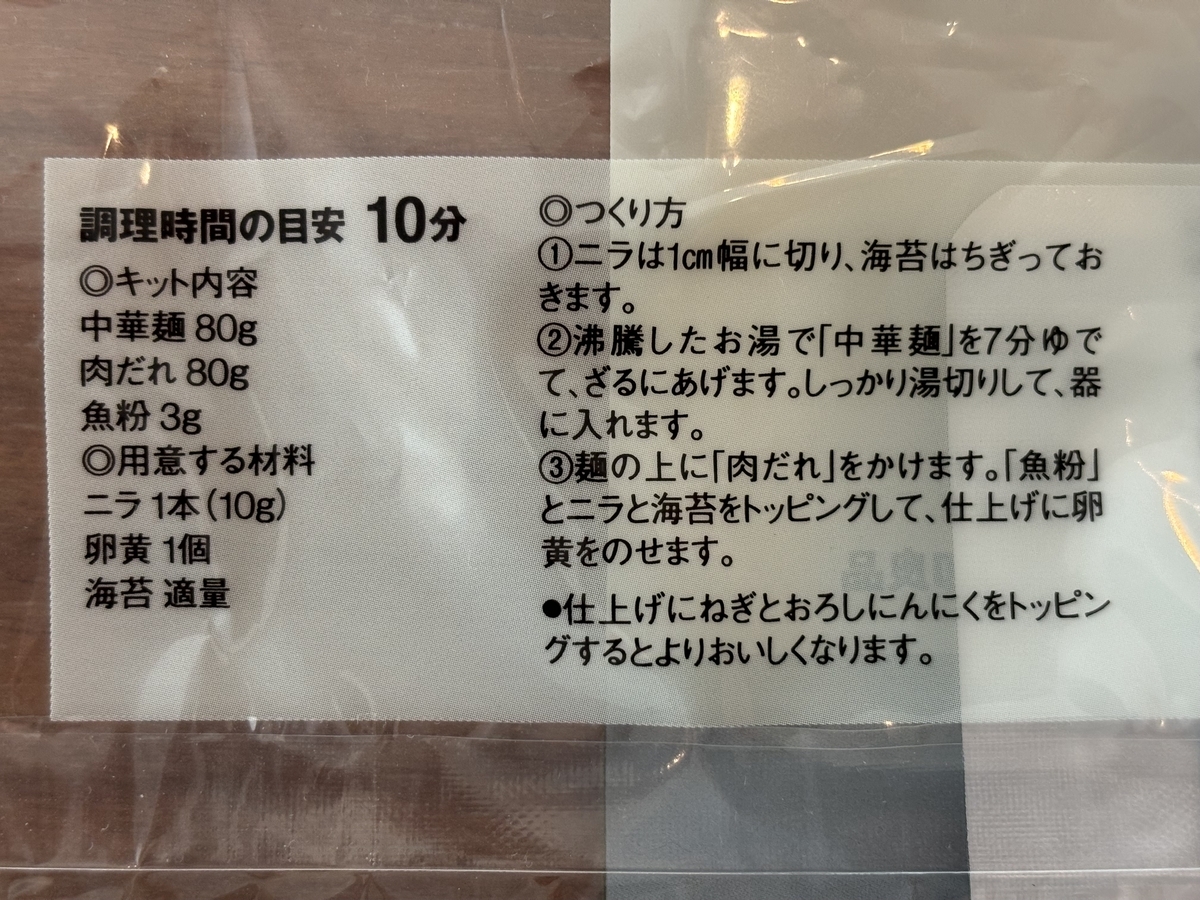 調理時間の目安 10分
◎キット内容
中華麺 80g
肉だれ 80g
魚粉 3g
◎用意する材料
ニラ 1本（10g）
卵黄 1個
海苔 適量
◎つくり方
①ニラは1cm幅に切り、海苔はちぎってお
きます。
②沸騰したお湯で「中華麺」を7分ゆで
て、ざるにあげます。しっかり湯切りして、器
に入れます。
③麺の上に「肉だれ」をかけます。「魚粉」
とニラと海苔をトッピングして、仕上げに卵
黄をのせます。
●仕上げにねぎとおろしにんにくをトッピン
グするとよりおいしくなります。